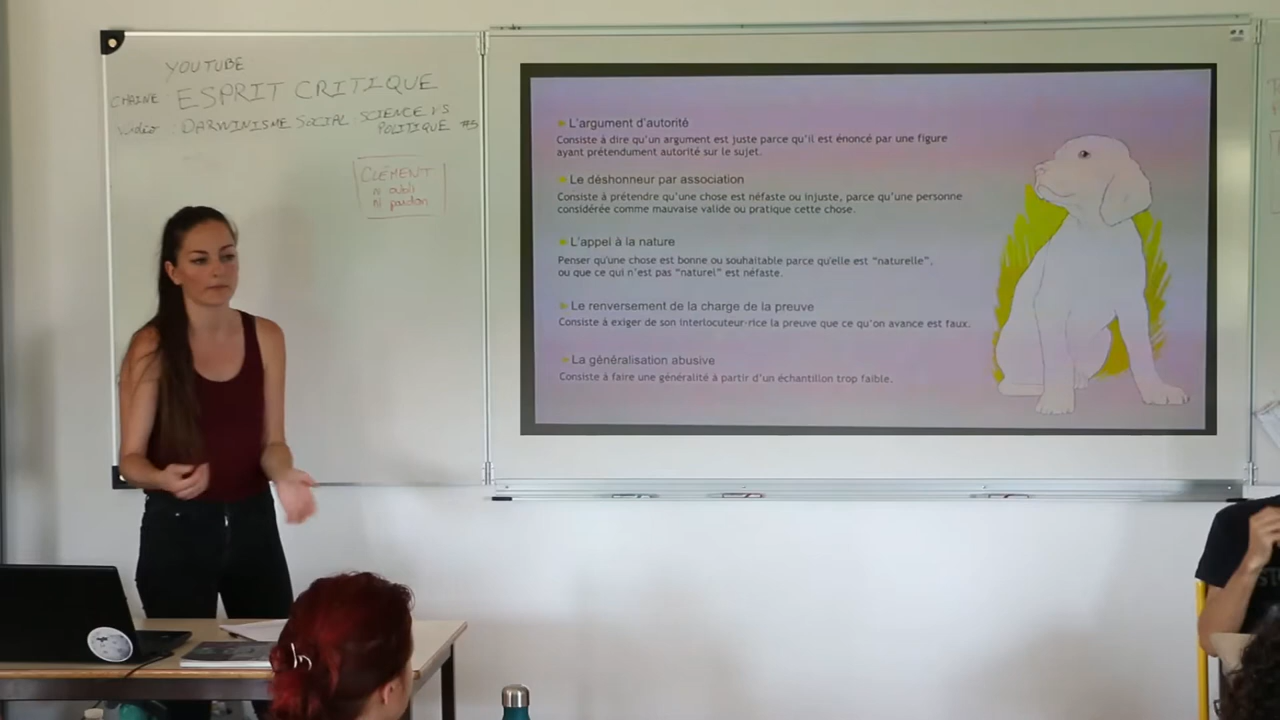 YOUTUBE
CHAINE ESPRIT CRITIQUE
Vidéo : DARWINISME SOCIAL SCIENCE VS
POLITIQUE #5
CLÉMENT
ni oubli
ni pardon
L'argument d'autorité
Consiste à dire qu'un argument est juste parce qu'il est énoncé par une figure
ayant prétendument autorité sur le sujet.
Le déshonneur par association
Consiste à prétendre qu'une chose est néfaste ou injuste, parce qu'une personne
considérée comme mauvaise valide ou pratique cette chose.
L'appel à la nature
Penser qu'une chose est bonne ou souhaitable parce qu'elle est "naturelle",
ou que ce qui n'est pas "naturel" est néfaste.
Le renversement de la charge de la preuve
Consiste à exiger de son interlocuteur·rice la preuve que ce qu'on avance est faux.
La généralisation abusive
Consiste à faire une généralité à partir d'un échantillon trop faible.